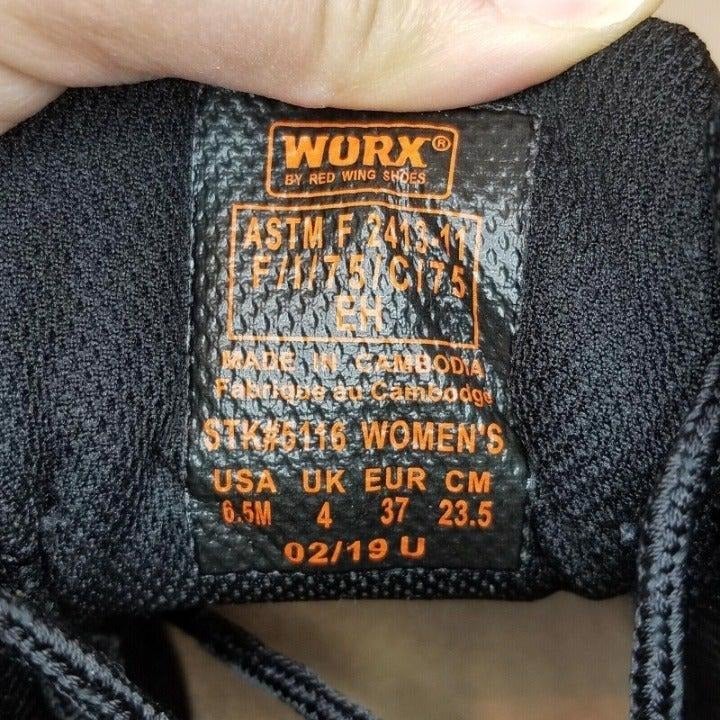 WORX®
BY RED WING SHOES
ASTM F 2413-11
F/I/75/C/75
EH
MADE IN CAMBODIA
Fabrique au Cambodge
STK#5116 WOMEN'S
USA UK EUR CM
6.5M 4 37 23.5
02/19 U